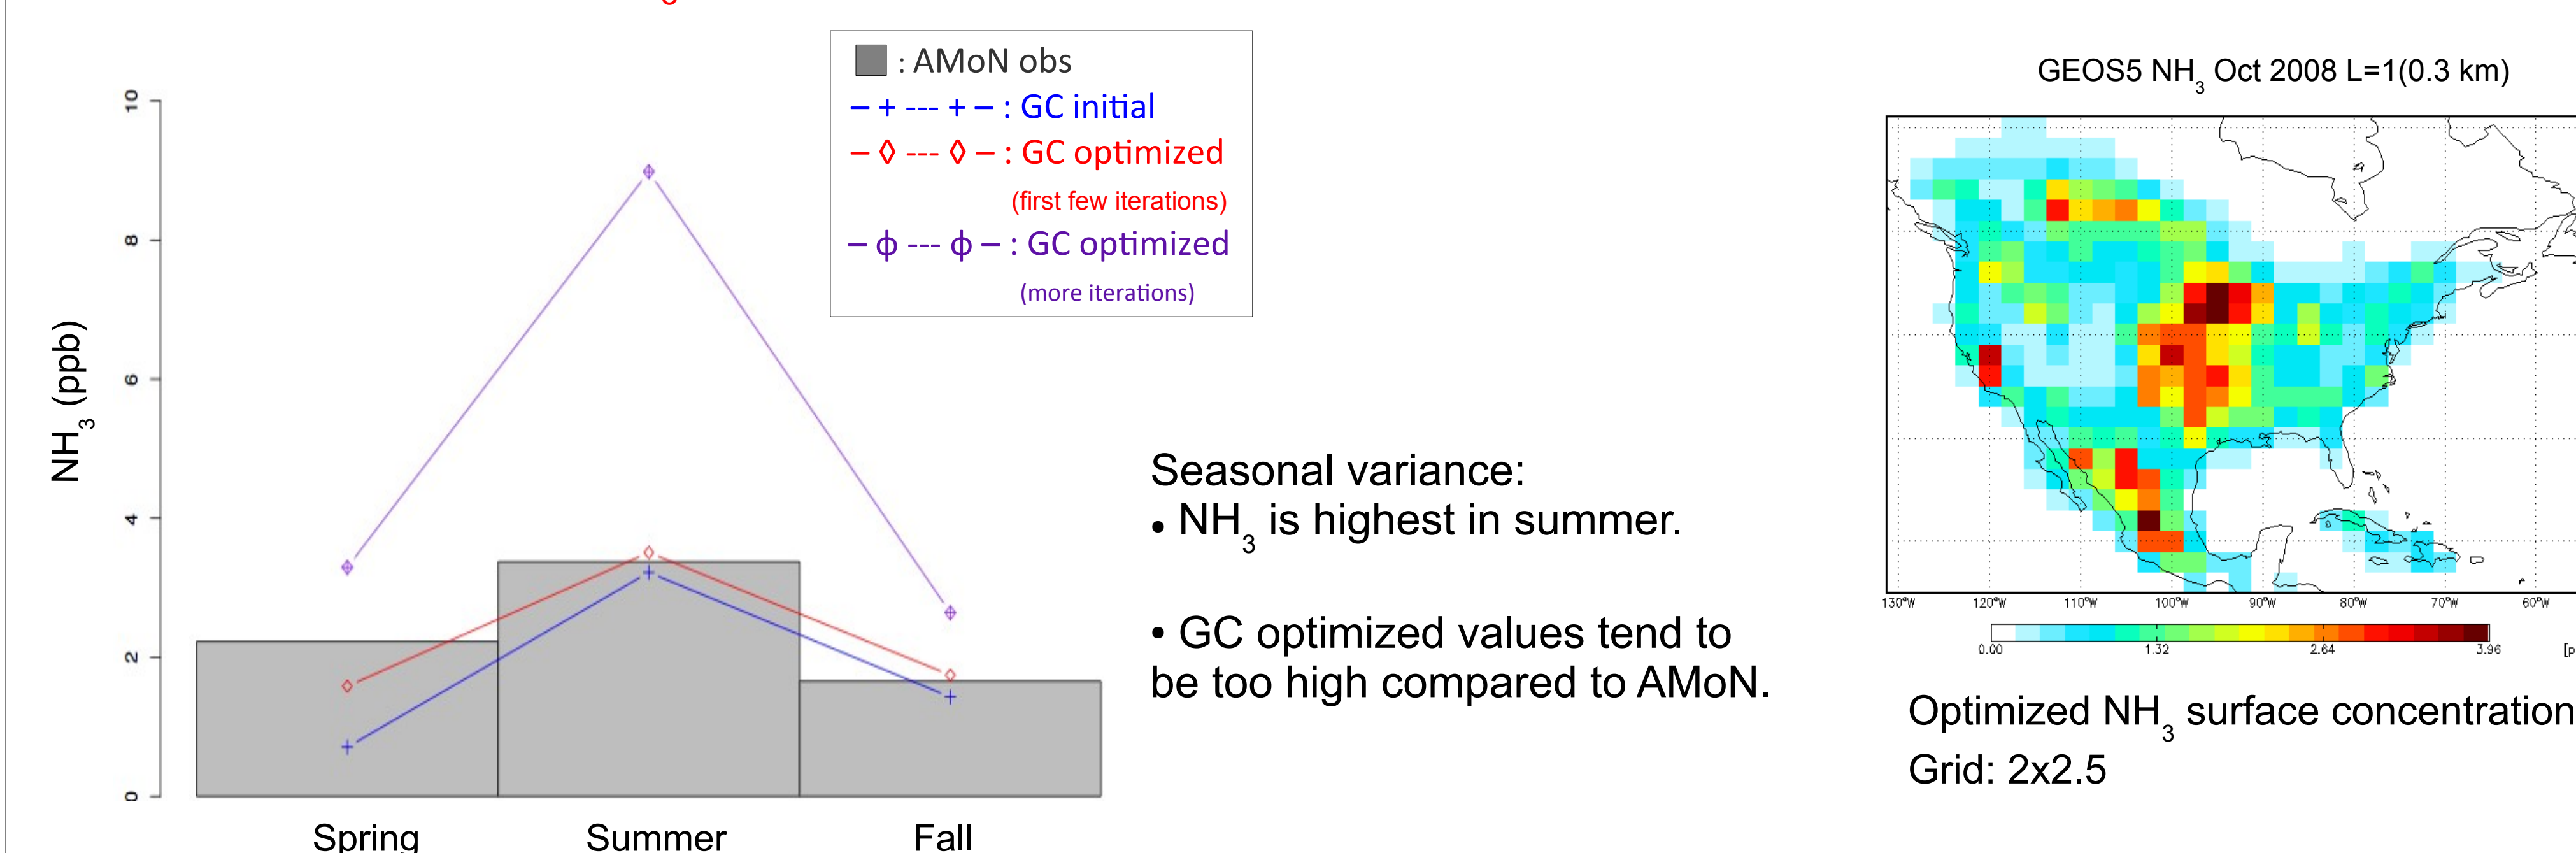 : AMoN obs
– + --- + – : GC initial
– ◊ --- ◊ – : GC optimized
(first few iterations)
– ϕ --- ϕ – : GC optimized
(more iterations)
10
8
6
4
2
0
NH3 (ppb)
Spring
Summer
Fall
Seasonal variance:
• NH3 is highest in summer.
• GC optimized values tend to
be too high compared to AMoN.
GEOS5 NH3 Oct 2008 L=1(0.3 km)
130°W 120°W 110°W 100°W 90°W 80°W 70°W 60°W
0.00 1.32 2.64 3.96 [p
Optimized NH3 surface concentration
Grid: 2x2.5